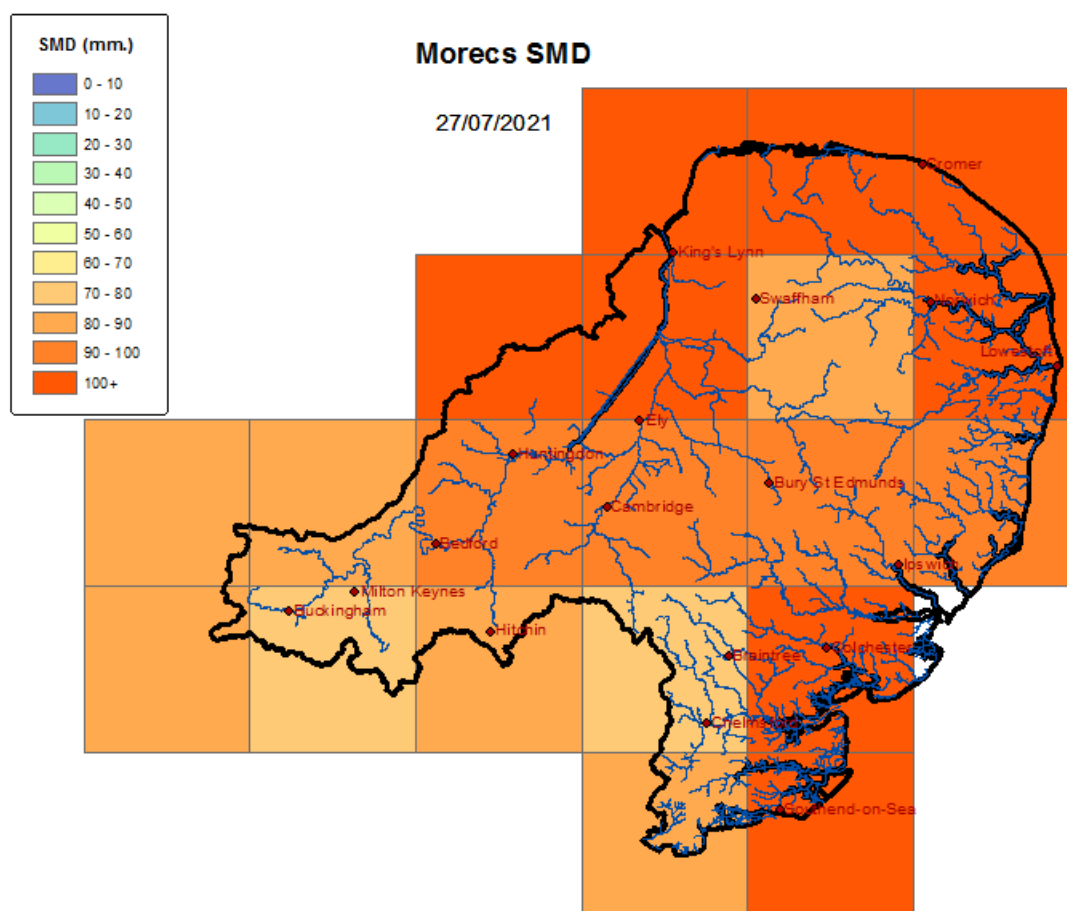 SMD (mm.)
0 - 10
10 - 20
20 - 30
30 - 40
40 - 50
50 - 60
60 - 70
70 - 80
80 - 90
90 - 100
100+
Morecs SMD
27/07/2021
Cromer
King's Lynn
Swaffham
Norwich
Lowestoft
Ely
Huntingdon
Bury St Edmunds
Cambridge
Bedford
Ipswich
Milton Keynes
Buckingham
Hitchin
Colchester
Braintree
Chelmsford
Southend-on-Sea